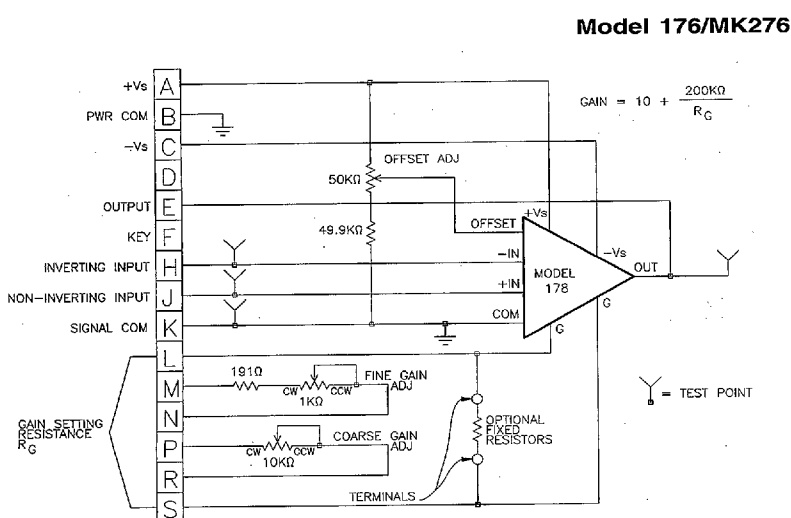 Model 176/MK276
+Vs A
PWR COM B
−Vs C
D
OUTPUT E
KEY F
INVERTING INPUT H
NON-INVERTING INPUT J
SIGNAL COM K
L
M
N
P
R
S
GAIN SETTING
RESISTANCE
RG
GAIN = 10 + 200KΩ
RG
OFFSET ADJ
50KΩ
49.9KΩ
OFFSET
+Vs
−IN
+IN
COM
MODEL
178
−Vs
OUT
G
G
191Ω
CW
CCW
1KΩ
FINE GAIN
ADJ
CW
CCW
10KΩ
COARSE GAIN
ADJ
OPTIONAL
FIXED
RESISTORS
TERMINALS
= TEST POINT